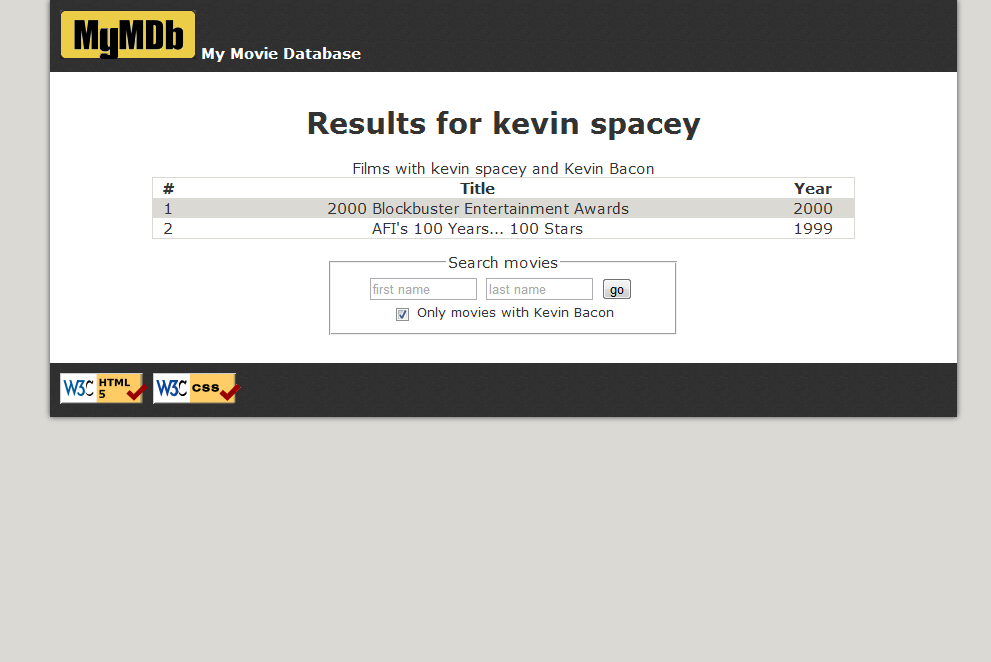 MyMDb My Movie Database
Results for kevin spacey
Films with kevin spacey and Kevin Bacon
# Title Year
1 2000 Blockbuster Entertainment Awards 2000
2 AFI's 100 Years... 100 Stars 1999
Search movies
first name last name go
Only movies with Kevin Bacon
W3C HTML 5 W3C CSS